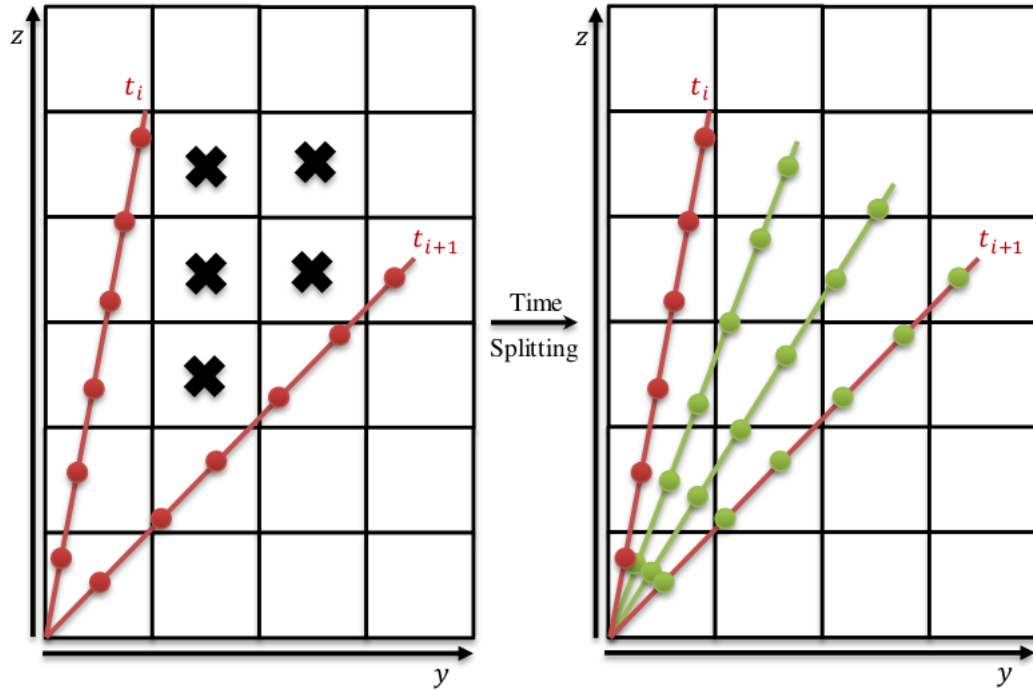 z
t_i
t_{i+1}
y
Time
Splitting
z
t_i
t_{i+1}
y